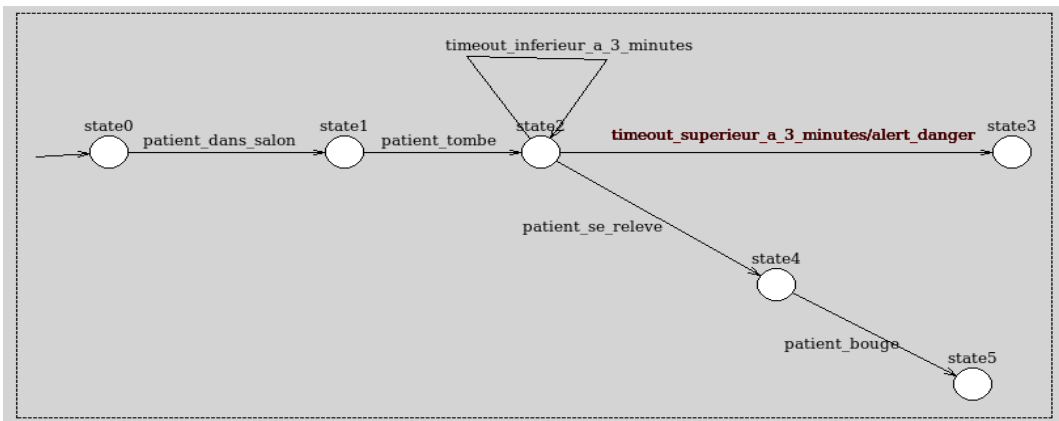 timeout_inferieur_a_3_minutes
state0
patient_dans_salon
state1
patient_tombe
state2
timeout_superieur_a_3_minutes/alert_danger
state3
patient_se_releve
state4
patient_bouge
state5